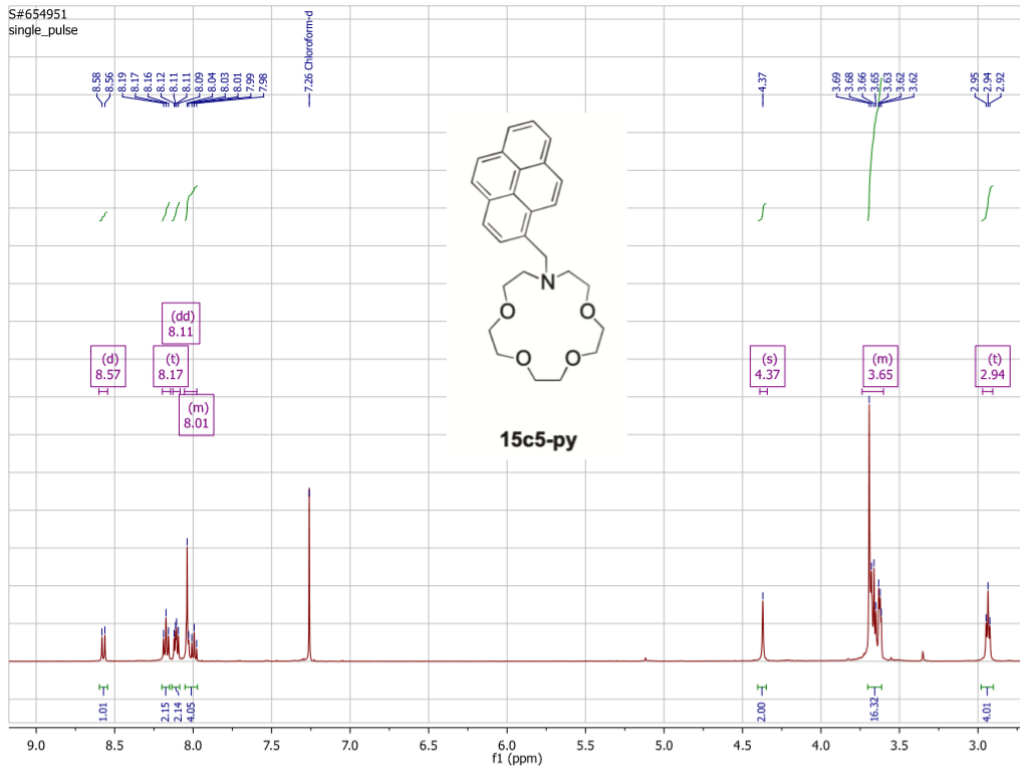 S#654951
single_pulse
8.58
8.56
8.19
8.17
8.16
8.12
8.11
8.11
8.09
8.04
8.03
8.01
7.99
7.98
7.26 Chloroform-d
4.37
3.69
3.68
3.66
3.65
3.63
3.62
3.62
2.95
2.94
2.92
N
O
O
O
O
15c5-py
(dd)
8.11
(d)
8.57
(t)
8.17
(m)
8.01
(s)
4.37
(m)
3.65
(t)
2.94
1.01
2.15
2.14
4.05
2.00
16.32
4.01
9.0 8.5 8.0 7.5 7.0 6.5 6.0 5.5 5.0 4.5 4.0 3.5 3.0
f1 (ppm)